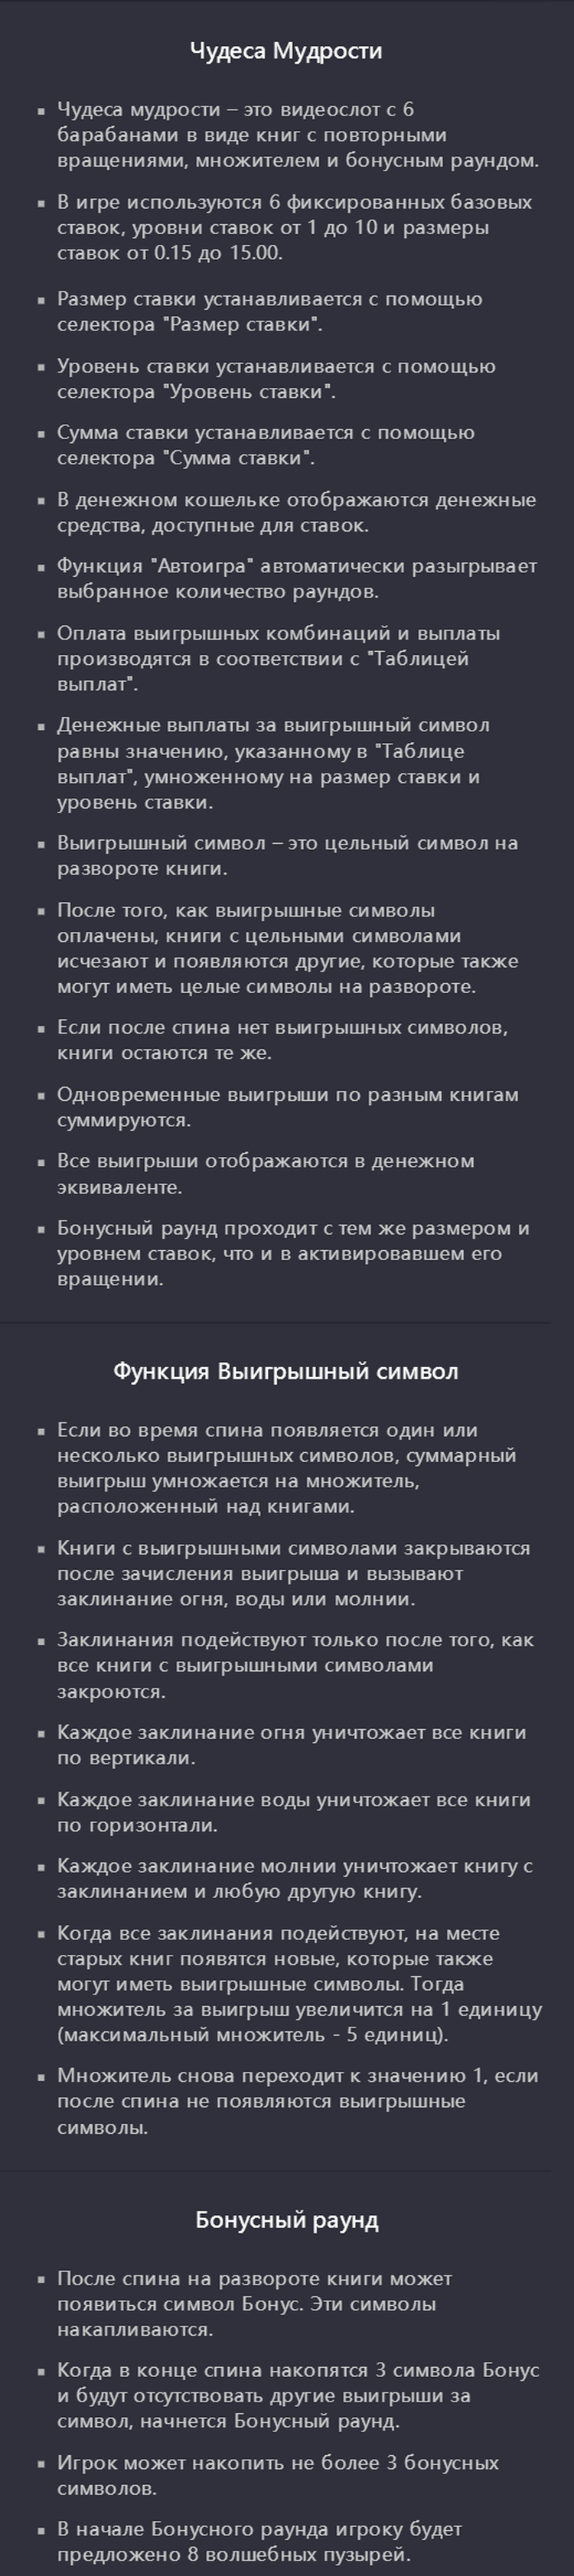 Чудеса Мудрости
▪ Чудеса мудрости – это видеослот с 6
барабанами в виде книг с повторными
вращениями, множителем и бонусным раундом.
▪ В игре используются 6 фиксированных базовых
ставок, уровни ставок от 1 до 10 и размеры
ставок от 0.15 до 15.00.
▪ Размер ставки устанавливается с помощью
селектора "Размер ставки".
▪ Уровень ставки устанавливается с помощью
селектора "Уровень ставки".
▪ Сумма ставки устанавливается с помощью
селектора "Сумма ставки".
▪ В денежном кошельке отображаются денежные
средства, доступные для ставок.
▪ Функция "Автоигра" автоматически разыгрывает
выбранное количество раундов.
▪ Оплата выигрышных комбинаций и выплаты
производятся в соответствии с "Таблицей
выплат".
▪ Денежные выплаты за выигрышный символ
равны значению, указанному в "Таблице
выплат", умноженному на размер ставки и
уровень ставки.
▪ Выигрышный символ – это цельный символ на
развороте книги.
▪ После того, как выигрышные символы
оплачены, книги с цельными символами
исчезают и появляются другие, которые также
могут иметь целые символы на развороте.
▪ Если после спина нет выигрышных символов,
книги остаются те же.
▪ Одновременные выигрыши по разным книгам
суммируются.
▪ Все выигрыши отображаются в денежном
эквиваленте.
▪ Бонусный раунд проходит с тем же размером и
уровнем ставок, что и в активировавшем его
вращении.
Функция Выигрышный символ
▪ Если во время спина появляется один или
несколько выигрышных символов, суммарный
выигрыш умножается на множитель,
расположенный над книгами.
▪ Книги с выигрышными символами закрываются
после зачисления выигрыша и вызывают
заклинание огня, воды или молнии.
▪ Заклинания подействуют только после того, как
все книги с выигрышными символами
закроются.
▪ Каждое заклинание огня уничтожает все книги
по вертикали.
▪ Каждое заклинание воды уничтожает все книги
по горизонтали.
▪ Каждое заклинание молнии уничтожает книгу с
заклинанием и любую другую книгу.
▪ Когда все заклинания подействуют, на месте
старых книг появятся новые, которые также
могут иметь выигрышные символы. Тогда
множитель за выигрыш увеличится на 1 единицу
(максимальный множитель - 5 единиц).
▪ Множитель снова переходит к значению 1, если
после спина не появляются выигрышные
символы.
Бонусный раунд
▪ После спина на развороте книги может
появиться символ Бонус. Эти символы
накапливаются.
▪ Когда в конце спина накопятся 3 символа Бонус
и будут отсутствовать другие выигрыши за
символ, начнется Бонусный раунд.
▪ Игрок может накопить не более 3 бонусных
символов.
▪ В начале Бонусного раунда игроку будет
предложено 8 волшебных пузырей.